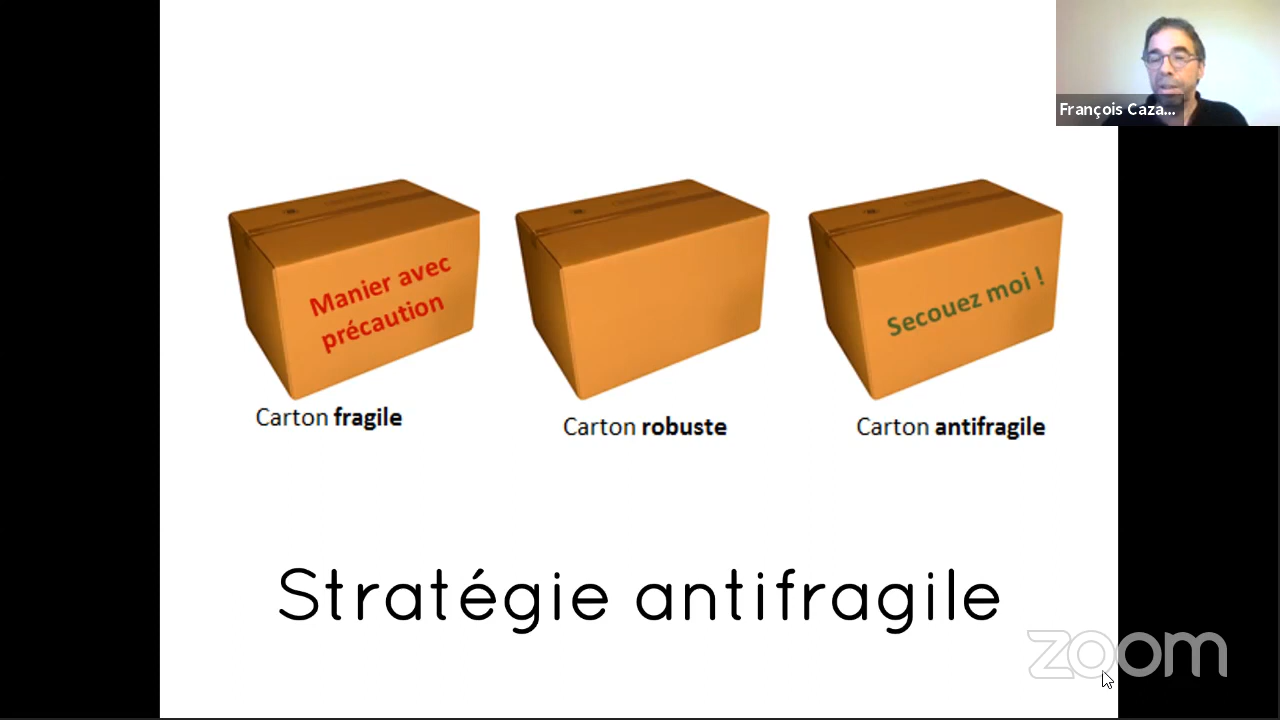 François Caza...
Manier avec
précaution
Secouez moi !
Carton fragile
Carton robuste
Carton antifragile
Stratégie antifragile
zoom